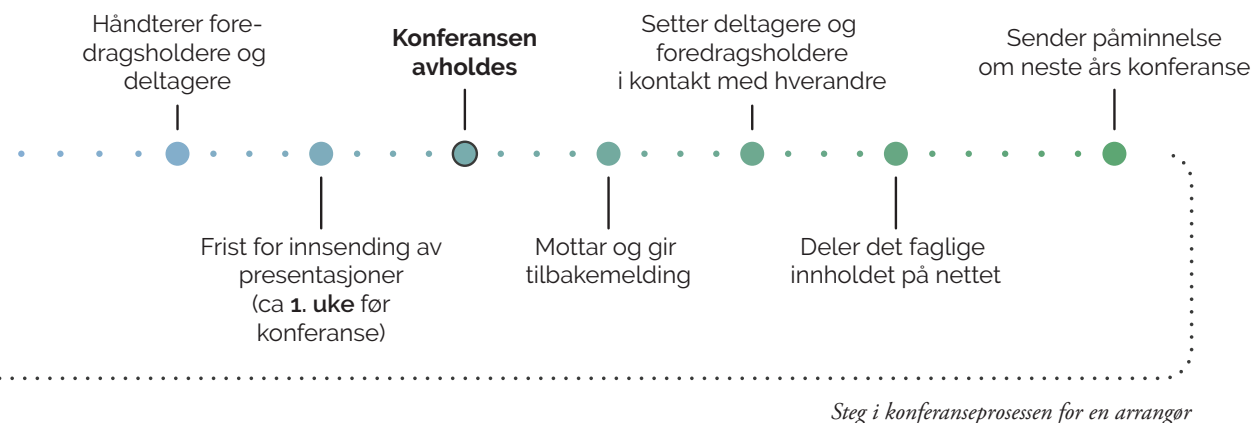 Håndterer fore-
dragsholdere og
deltagere
Frist for innsending av
presentasjoner
(ca 1. uke før
konferanse)
Konferansen
avholdes
Mottar og gir
tilbakemelding
Setter deltagere og
foredragsholdere
i kontakt med hverandre
Deler det faglige
innholdet på nettet
Sender påminnelse
om neste års konferanse
Steg i konferanseprosessen for en arrangør